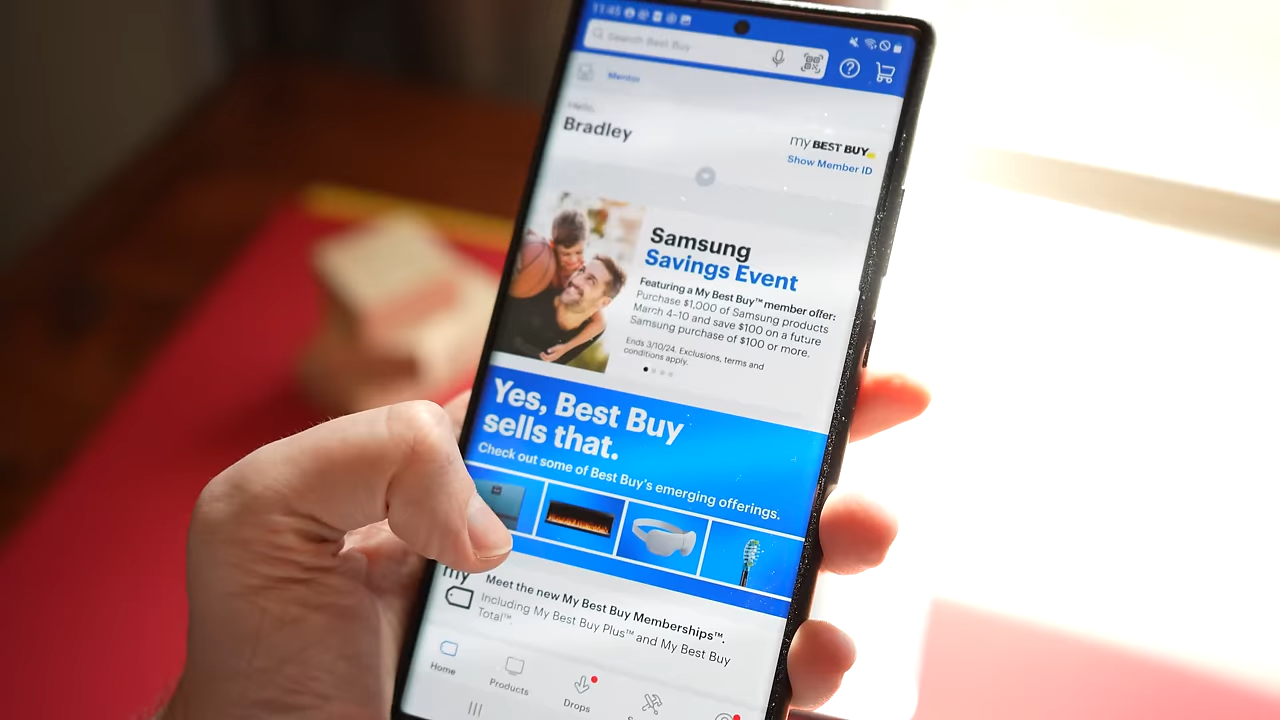 11:45
Search Best Buy
Mentor
Hello,
Bradley
my BEST BUY
Show Member ID
Samsung
Savings Event
Featuring a My Best Buy™ member offer:
Purchase $1,000 of Samsung products
March 4-10 and save $100 on a future
Samsung purchase of $100 or more.
Ends 3/10/24. Exclusions, terms and
conditions apply.
Yes, Best Buy
sells that.
Check out some of Best Buy's emerging offerings.
my
Meet the new My Best Buy Memberships™.
Including My Best Buy Plus™ and My Best Buy
Total™.
Home
Products
Drops